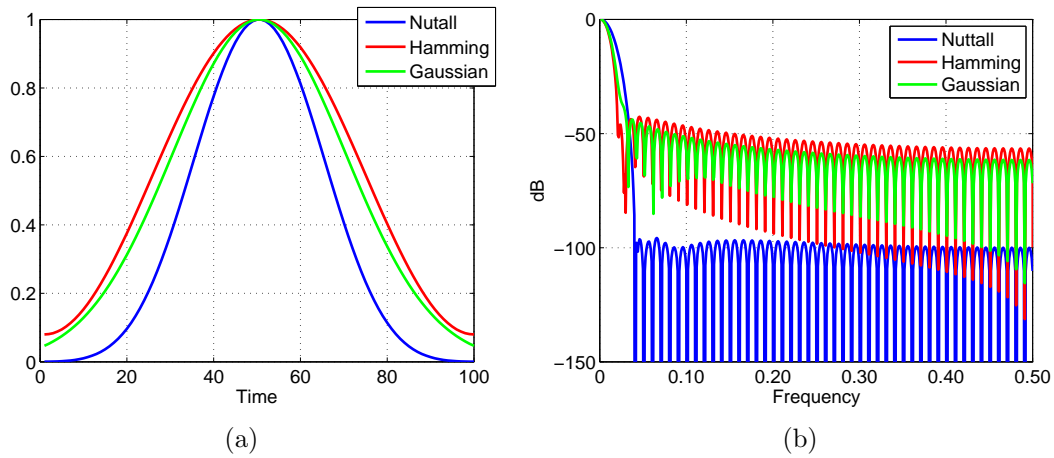 1
0.8
0.6
0.4
0.2
0
0
20
40
60
80
100
Time
Nutall
Hamming
Gaussian
(a)
0
−50
−100
−150
dB
0
0.10
0.20
0.30
0.40
0.50
Frequency
Nuttall
Hamming
Gaussian
(b)